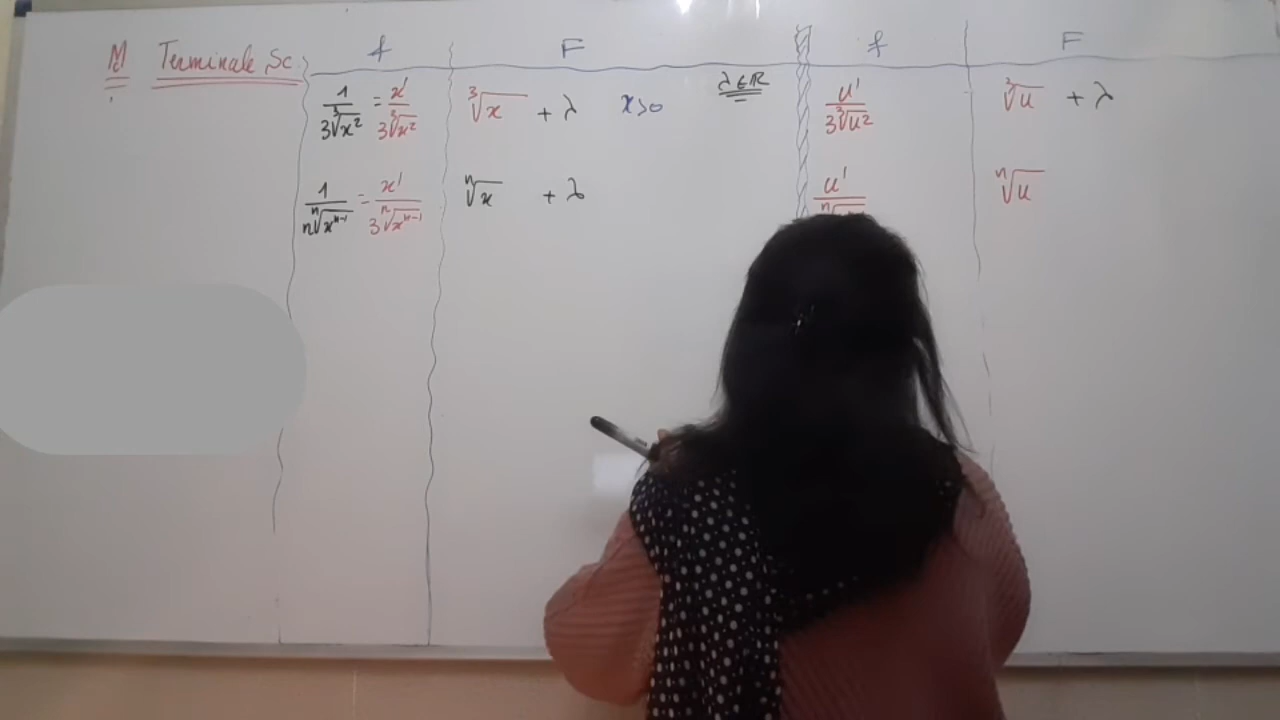 M Terminale Sc
f F f F
1/(3∛x²) = x'/(3∛x²) ∛x + λ x>0 λ∈ℝ u'/(3∛u²) ∛u + λ
1/(n ⁿ√xⁿ⁻¹) = x'/(3 ⁿ√xⁿ⁻¹) ⁿ√x + λ u' ⁿ√u